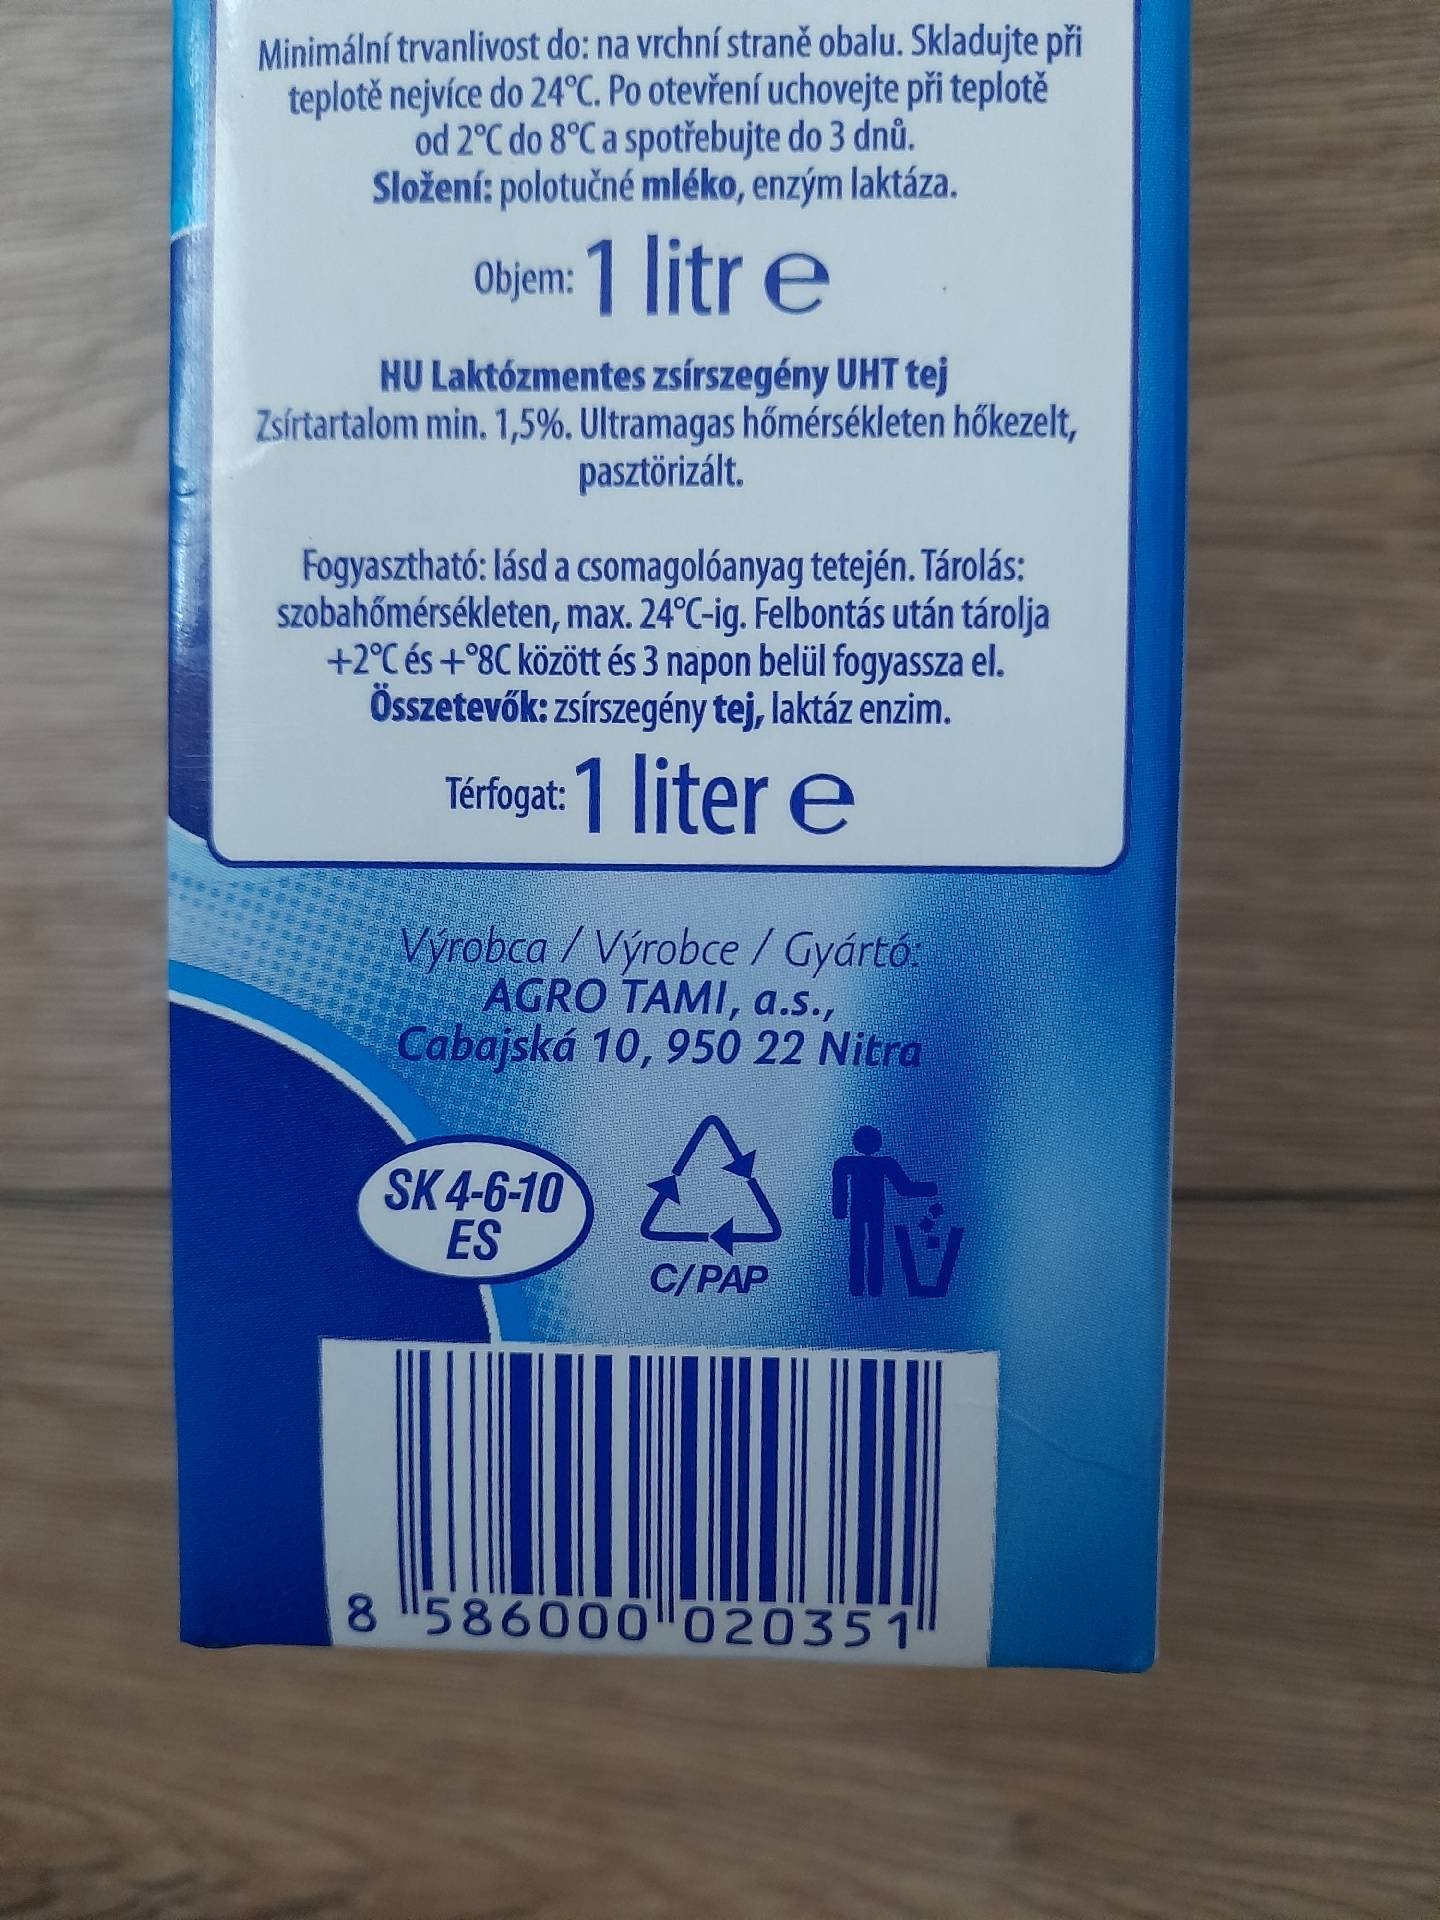 Minimální trvanlivost do: na vrchní straně obalu. Skladujte při
teplotě nejvíce do 24°C. Po otevření uchovejte při teplotě
od 2°C do 8°C a spotřebujte do 3 dnů.
Složení: polotučné mléko, enzým laktáza.
Objem: 1 litr e
HU Laktózmentes zsírszegény UHT tej
Zsírtartalom min. 1,5%. Ultramagas hőmérsékleten hőkezelt,
pasztörizált.
Fogyasztható: lásd a csomagolóanyag tetején. Tárolás:
szobahőmérsékleten, max. 24°C-ig. Felbontás után tárolja
+2°C és +°8C között és 3 napon belül fogyassza el.
Összetevők: zsírszegény tej, laktáz enzim.
Térfogat: 1 liter e
Výrobca / Výrobce / Gyártó:
AGRO TAMI, a.s.,
Cabajská 10, 950 22 Nitra
SK 4-6-10
ES
C/PAP
8 586000 020351